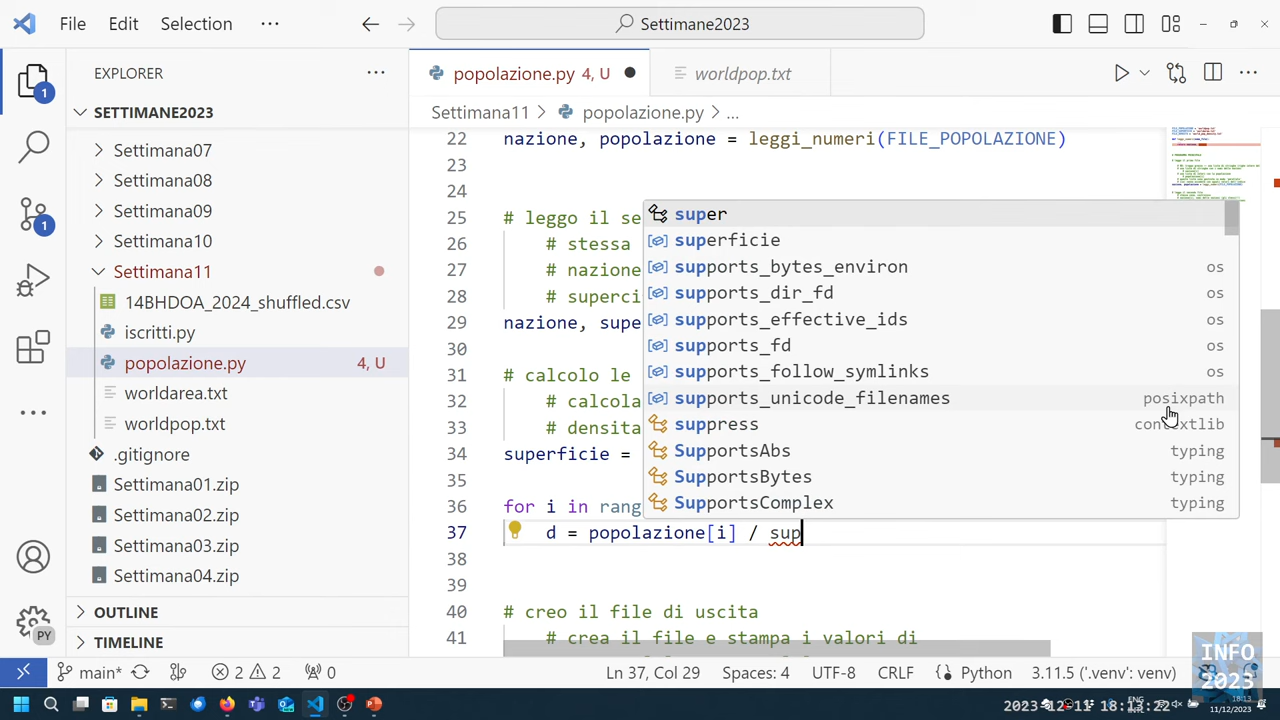 File Edit Selection ··· Settimane2023
EXPLORER ···
SETTIMANE2023
Settimana07
Settimana08
Settimana09
Settimana10
Settimana11
14BHDOA_2024_shuffled.csv
iscritti.py
popolazione.py 4, U
worldarea.txt
worldpop.txt
.gitignore
Settimana01.zip
Settimana02.zip
Settimana03.zip
Settimana04.zip
OUTLINE
TIMELINE
1
1
PY
popolazione.py 4, U
worldpop.txt
Settimana11 > popolazione.py > ...
22 nazione, popolazione = leggi_numeri(FILE_POPOLAZIONE)
23
24
25 # leggo il se
26 # stessa
27 # nazione
28 # superci
29 nazione, supe
30
31 # calcolo le
32 # calcola
33 # densita
34 superficie =
35
36 for i in rang
37 d = popolazione[i] / sup
38
39
40 # creo il file di uscita
41 # crea il file e stampa i valori di
super
superficie
supports_bytes_environ os
supports_dir_fd os
supports_effective_ids os
supports_fd os
supports_follow_symlinks os
supports_unicode_filenames posixpath
suppress contextlib
SupportsAbs typing
SupportsBytes typing
SupportsComplex typing
main* 2 2 0 Ln 37, Col 29 Spaces: 4 UTF-8 CRLF Python 3.11.5 ('.venv': venv)
INFO
2023
ENG
18:13
11/12/2023